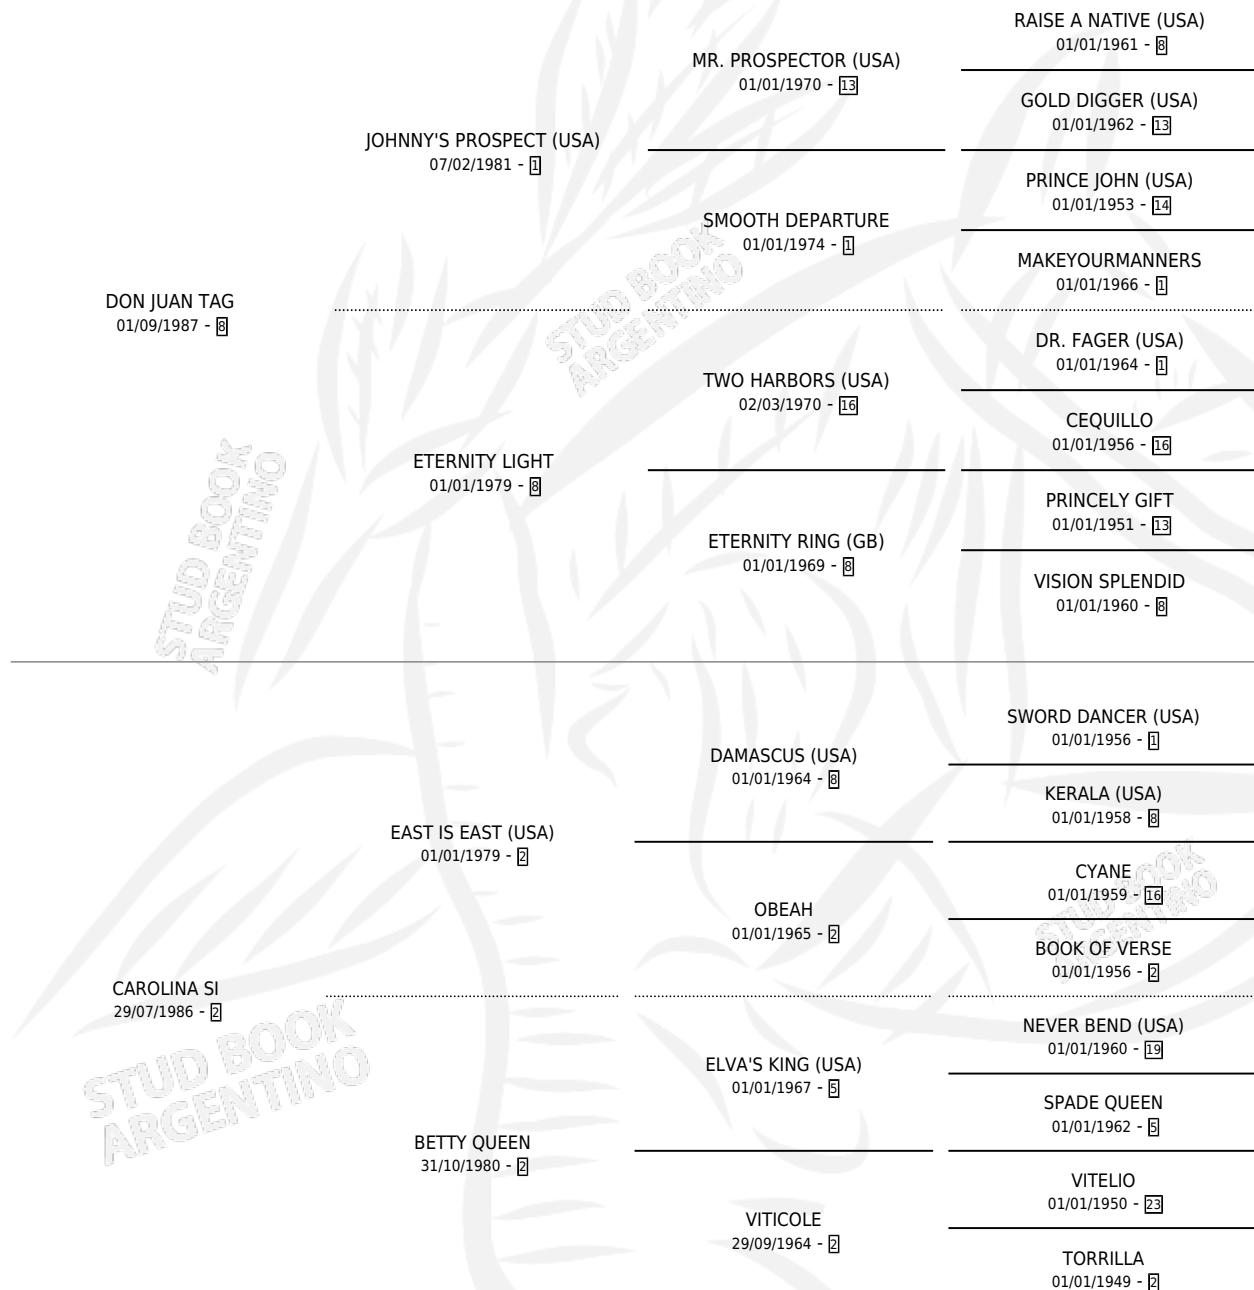 RAISE A NATIVE (USA)
01/01/1961 - 8
MR. PROSPECTOR (USA)
01/01/1970 - 13
GOLD DIGGER (USA)
01/01/1962 - 13
JOHNNY'S PROSPECT (USA)
07/02/1981 - 1
PRINCE JOHN (USA)
01/01/1953 - 14
SMOOTH DEPARTURE
01/01/1974 - 1
MAKEYOURMANNERS
01/01/1966 - 1
DON JUAN TAG
01/09/1987 - 8
DR. FAGER (USA)
01/01/1964 - 1
TWO HARBORS (USA)
02/03/1970 - 16
CEQUILLO
01/01/1956 - 16
ETERNITY LIGHT
01/01/1979 - 8
PRINCELY GIFT
01/01/1951 - 13
ETERNITY RING (GB)
01/01/1969 - 8
VISION SPLENDID
01/01/1960 - 8
SWORD DANCER (USA)
01/01/1956 - 1
DAMASCUS (USA)
01/01/1964 - 8
KERALA (USA)
01/01/1958 - 8
EAST IS EAST (USA)
01/01/1979 - 2
CYANE
01/01/1959 - 16
OBEAH
01/01/1965 - 2
BOOK OF VERSE
01/01/1956 - 2
CAROLINA SI
29/07/1986 - 2
NEVER BEND (USA)
01/01/1960 - 19
ELVA'S KING (USA)
01/01/1967 - 5
SPADE QUEEN
01/01/1962 - 5
BETTY QUEEN
31/10/1980 - 2
VITELIO
01/01/1950 - 23
VITICOLE
29/09/1964 - 2
TORRILLA
01/01/1949 - 2
STUD BOOK
ARGENTINO
STUD BOOK
ARGENTINO
STUD BOOK
ARGENTINO
STUD BOOK
ARGENTINO